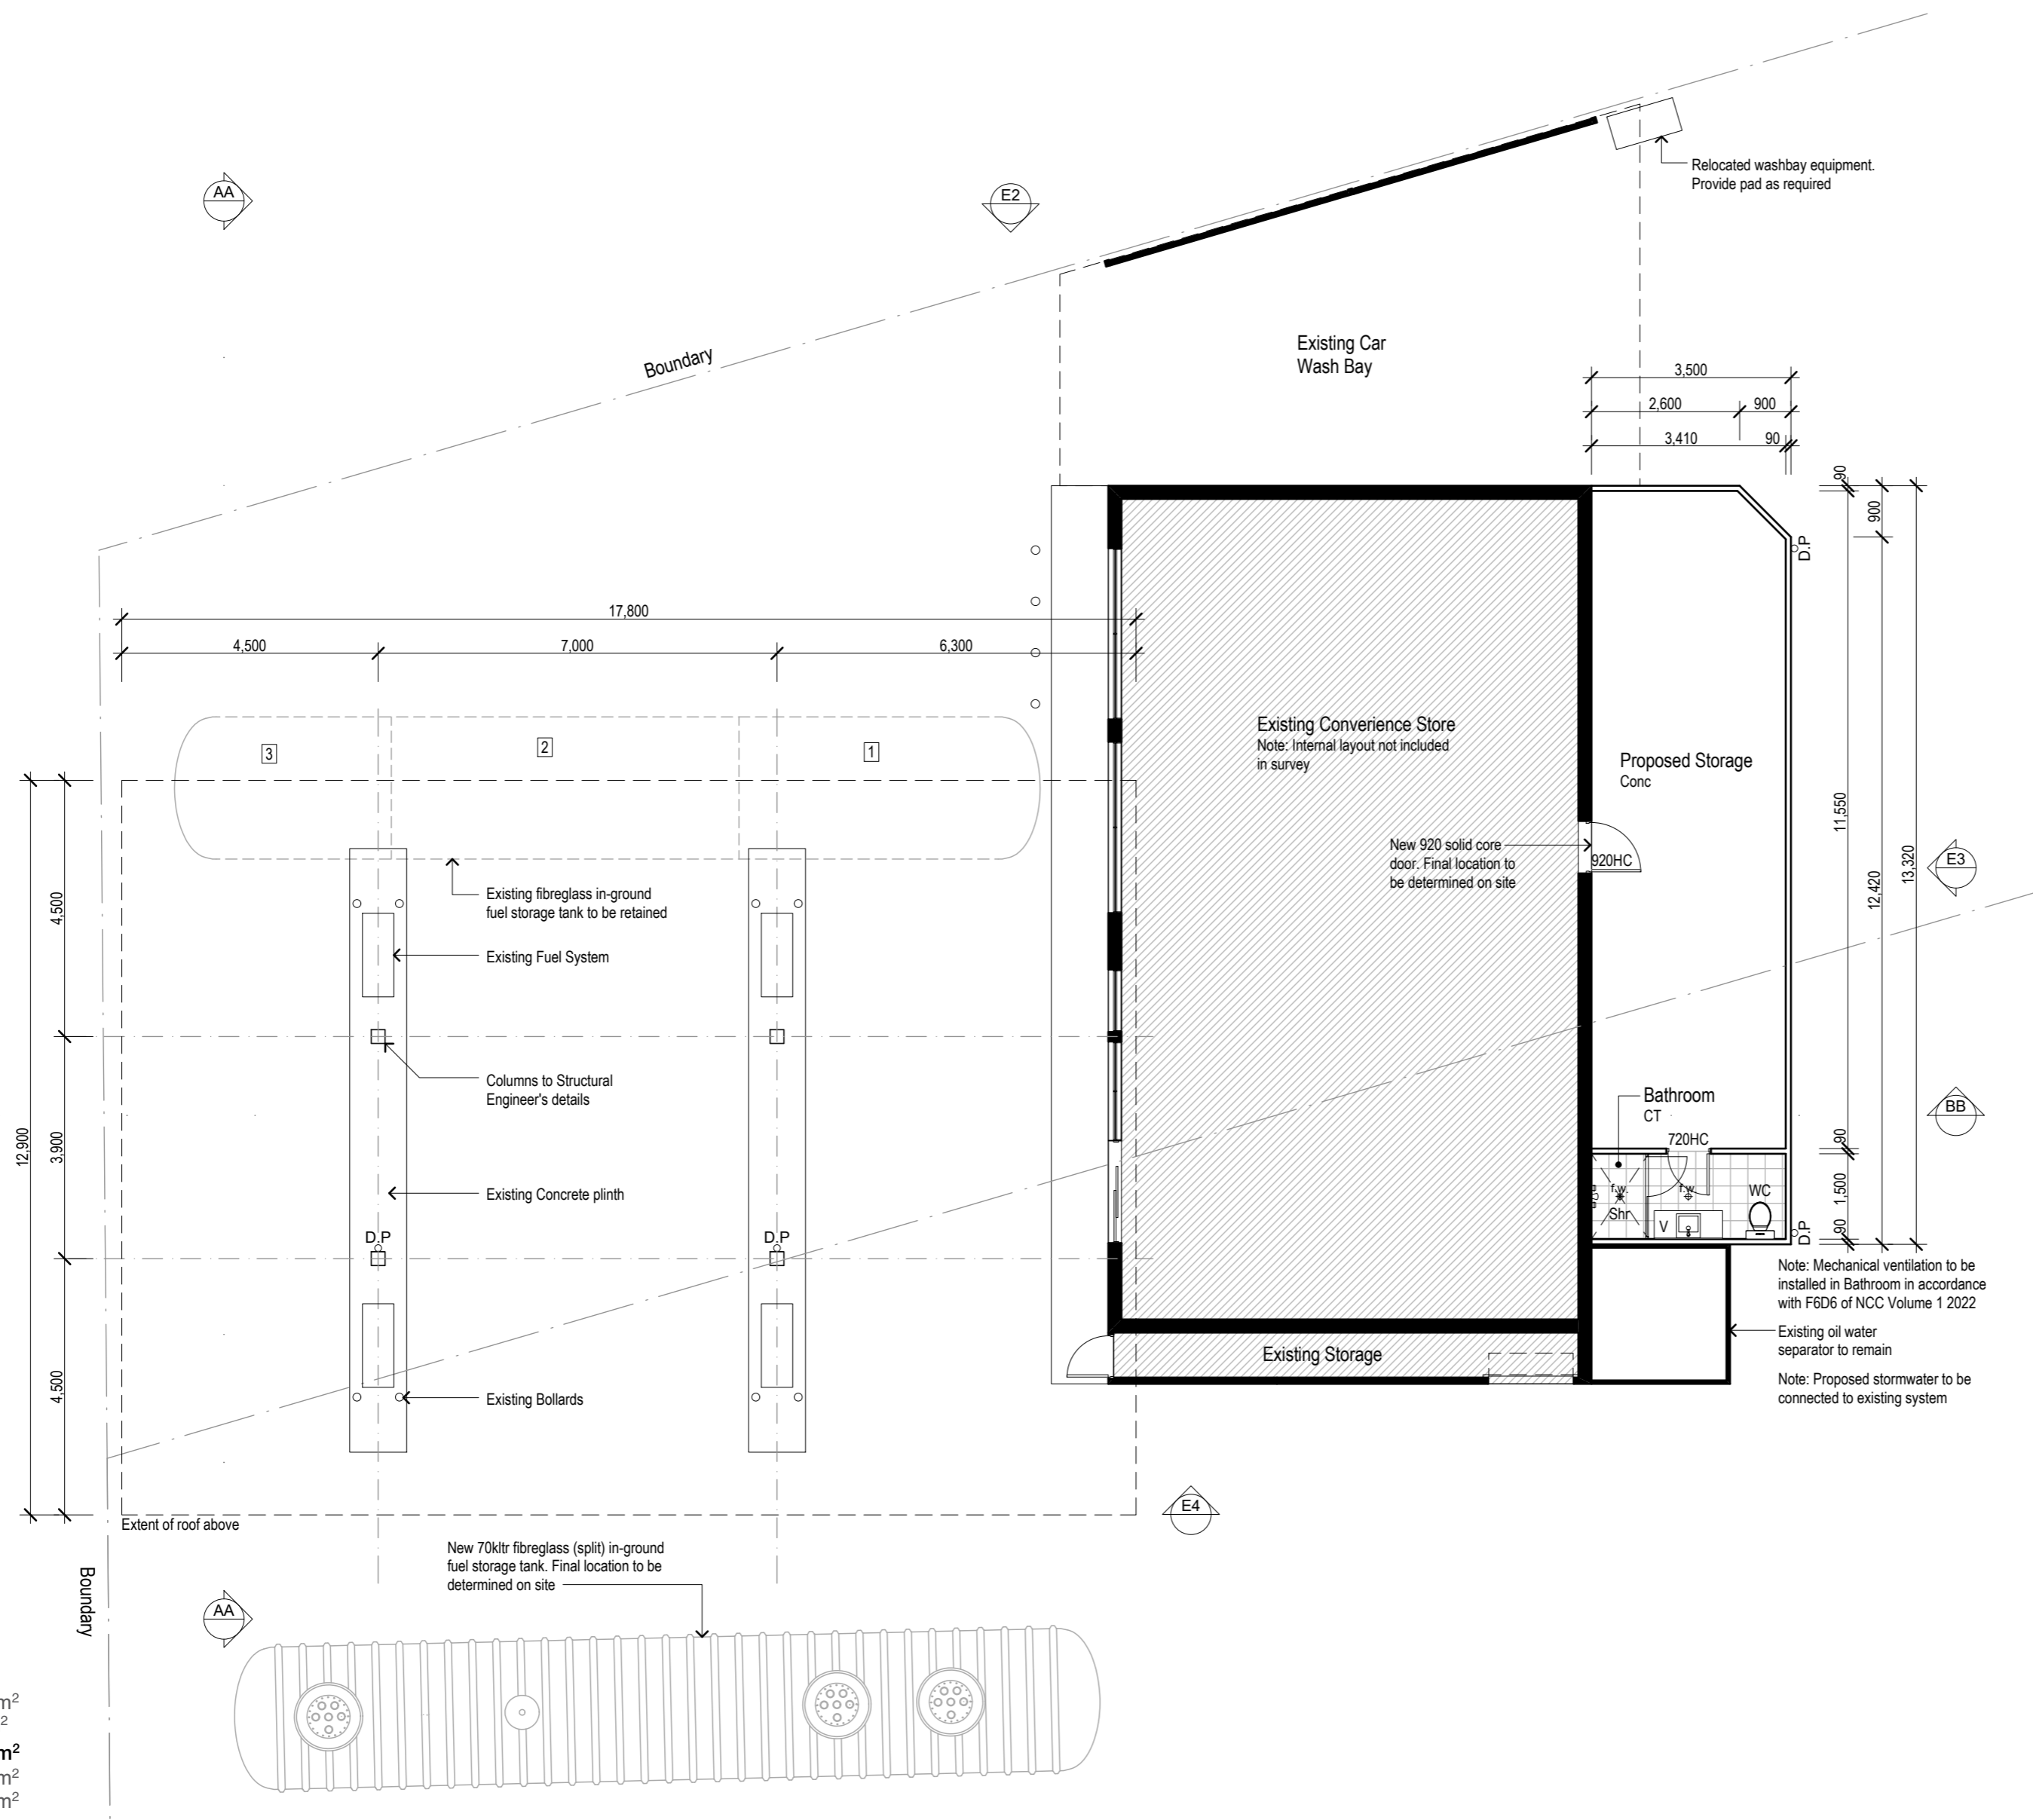 AA
E2
Relocated washbay equipment.
Provide pad as required
Boundary
Existing Car
Wash Bay
3,500
2,600
900
3,410
90
90
900
D.P
17,800
4,500
7,000
6,300
3
2
1
Existing Converience Store
Note: Internal layout not included
in survey
Proposed Storage
Conc
New 920 solid core
door. Final location to
be determined on site
920HC
11,550
12,420
13,320
E3
4,500
Existing fibreglass in-ground
fuel storage tank to be retained
Existing Fuel System
Columns to Structural
Engineer's details
Bathroom
CT
BB
720HC
90
12,900
3,900
Existing Concrete plinth
f.w.
f.w.
WC
Shr
V
1,500
D.P
D.P
D.P
90
Note: Mechanical ventilation to be
installed in Bathroom in accordance
with F6D6 of NCC Volume 1 2022
Existing oil water
separator to remain
Existing Storage
Note: Proposed stormwater to be
connected to existing system
4,500
Existing Bollards
E4
Extent of roof above
New 70kltr fibreglass (split) in-ground
fuel storage tank. Final location to be
determined on site
Boundary
AA
m²
²
m²
m²
m²